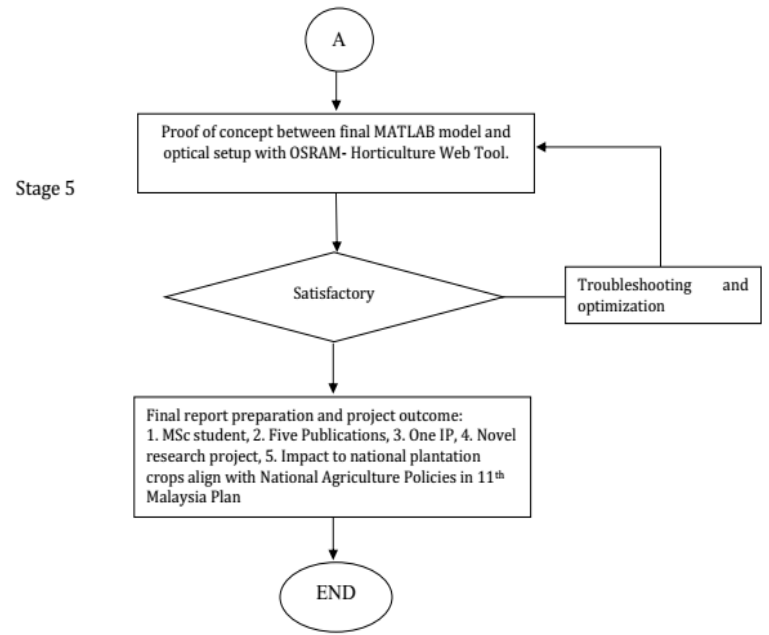 A
Proof of concept between final MATLAB model and
optical setup with OSRAM- Horticulture Web Tool.
Stage 5
Satisfactory
Troubleshooting and
optimization
Final report preparation and project outcome:
1. MSc student, 2. Five Publications, 3. One IP, 4. Novel
research project, 5. Impact to national plantation
crops align with National Agriculture Policies in 11th
Malaysia Plan
END